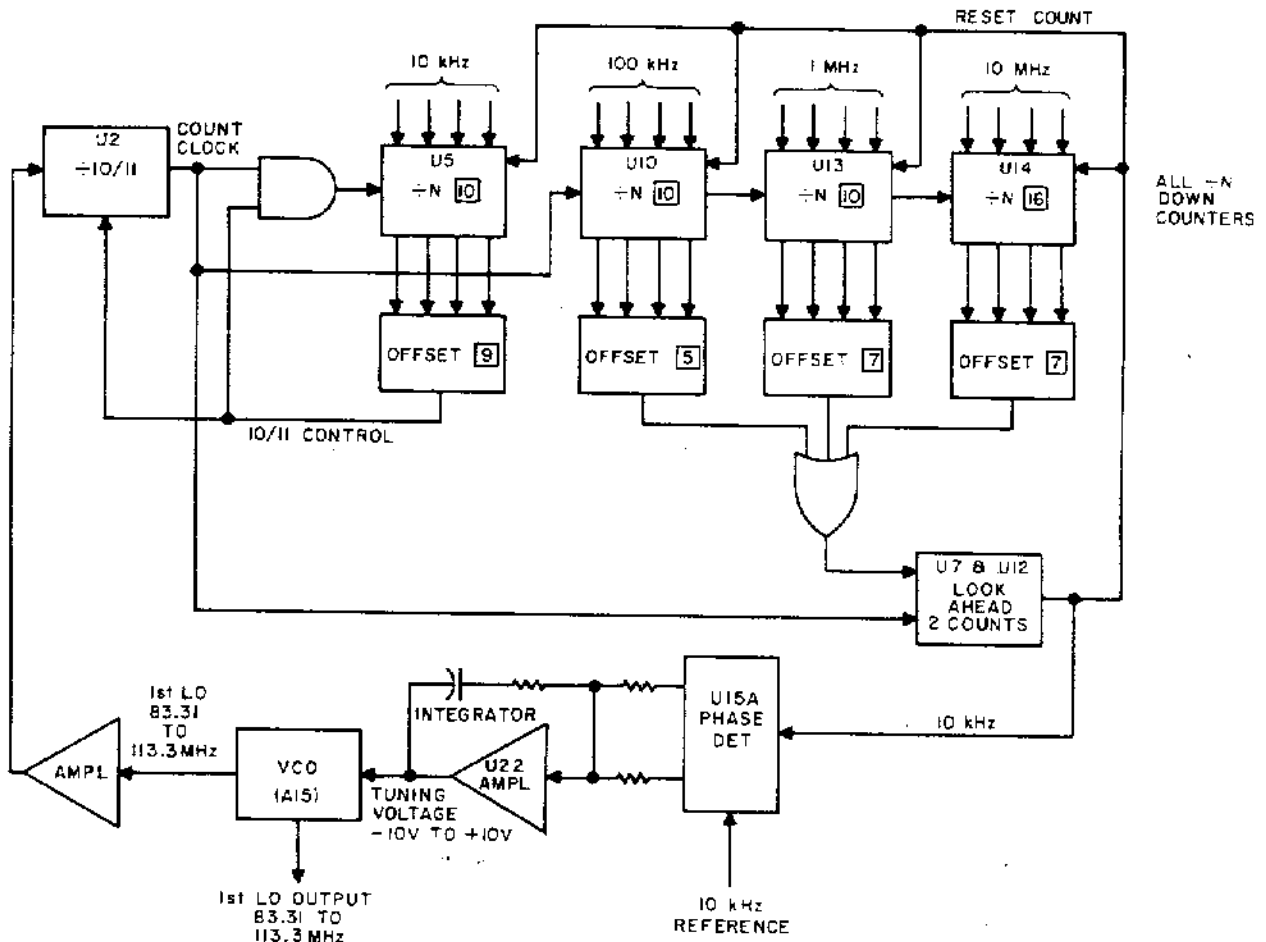 RESET COUNT
10 kHz
100 kHz
1 MHz
10 MHz
U2
÷10/11
COUNT
CLOCK
U5
÷N 10
U10
÷N 10
U13
÷N 10
U14
÷N 16
ALL ÷N
DOWN
COUNTERS
OFFSET 9
OFFSET 5
OFFSET 7
OFFSET 7
10/11 CONTROL
U7 & U12
LOOK
AHEAD
2 COUNTS
1st LO
83.31
TO
113.3MHz
INTEGRATOR
U15A
PHASE
DET
10 kHz
AMPL
VCO
(A15)
U22
AMPL
TUNING
VOLTAGE
-10V TO +10V
1st LO OUTPUT
83.31 TO
113.3 MHz
10 kHz
REFERENCE